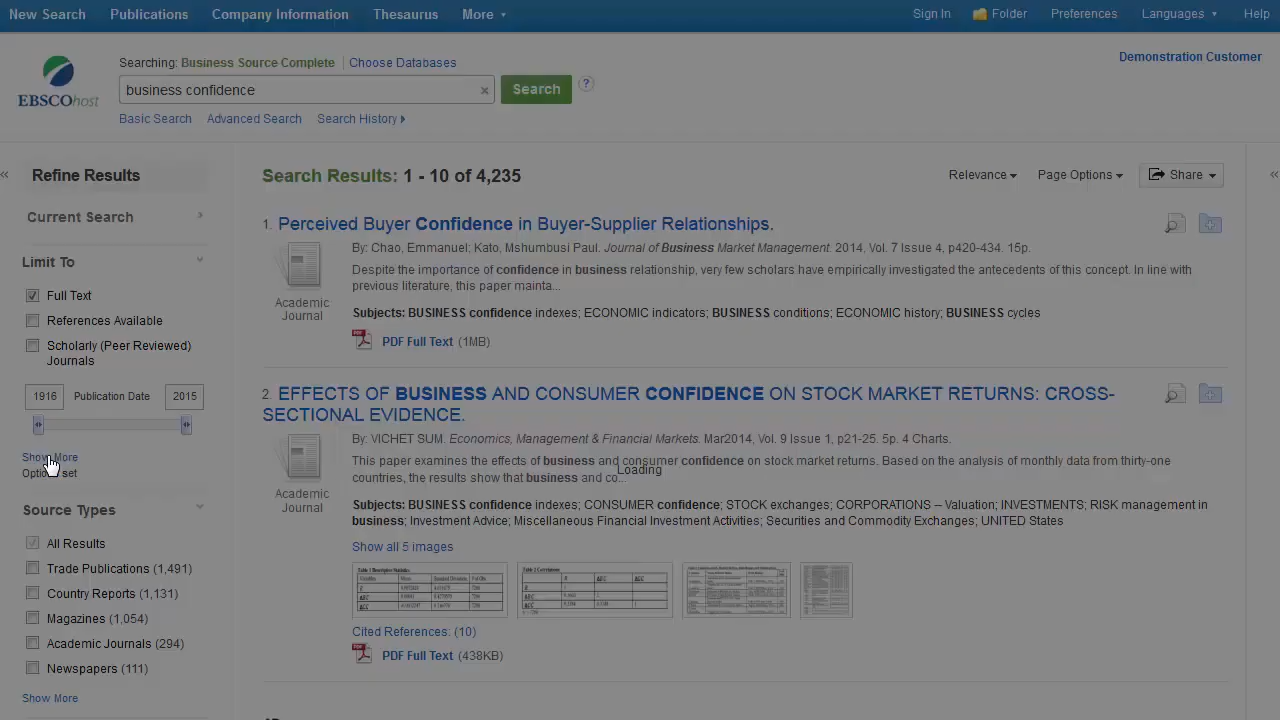 New Search Publications Company Information Thesaurus More Sign In Folder Preferences Languages Help
Searching: Business Source Complete Choose Databases
Demonstration Customer
business confidence × Search ?
EBSCOhost
Basic Search Advanced Search Search History
Refine Results
Current Search
Limit To
Full Text
References Available
Scholarly (Peer Reviewed)
Journals
1916 Publication Date 2015
Show More
Options set
Source Types
All Results
Trade Publications (1,491)
Country Reports (1,131)
Magazines (1,054)
Academic Journals (294)
Newspapers (111)
Show More
Search Results: 1 - 10 of 4,235
Relevance Page Options Share
1. Perceived Buyer Confidence in Buyer-Supplier Relationships.
By: Chao, Emmanuel; Kato, Mshumbusi Paul. Journal of Business Market Management. 2014, Vol. 7 Issue 4, p420-434. 15p.
Despite the importance of confidence in business relationship, very few scholars have empirically investigated the antecedents of this concept. In line with
previous literature, this paper mainta...
Academic
Journal
Subjects: BUSINESS confidence indexes; ECONOMIC indicators; BUSINESS conditions; ECONOMIC history; BUSINESS cycles
PDF Full Text (1MB)
2. EFFECTS OF BUSINESS AND CONSUMER CONFIDENCE ON STOCK MARKET RETURNS: CROSS-
SECTIONAL EVIDENCE.
By: VICHET SUM. Economics, Management & Financial Markets. Mar2014, Vol. 9 Issue 1, p21-25. 5p. 4 Charts.
This paper examines the effects of business and consumer confidence on stock market returns. Based on the analysis of monthly data from thirty-one
countries, the results show that business and co...
Loading
Academic
Journal
Subjects: BUSINESS confidence indexes; CONSUMER confidence; STOCK exchanges; CORPORATIONS -- Valuation; INVESTMENTS; RISK management in
business; Investment Advice; Miscellaneous Financial Investment Activities; Securities and Commodity Exchanges; UNITED States
Show all 5 images
Cited References: (10)
PDF Full Text (438KB)